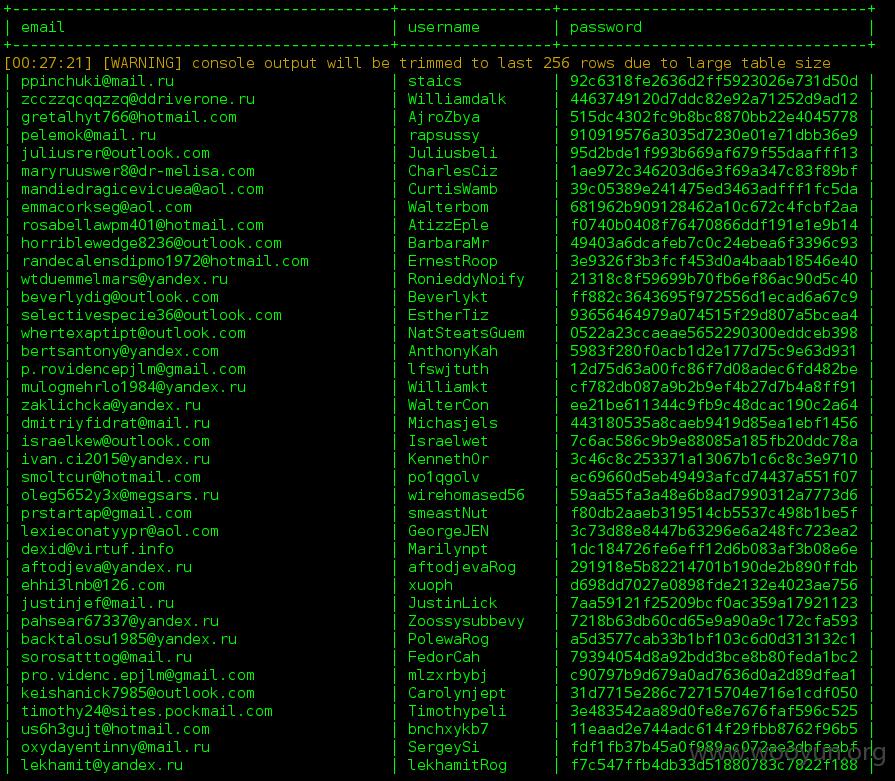 email | username | password
[00:27:21] [WARNING] console output will be trimmed to last 256 rows due to large table size
| ppinchuki@mail.ru | staics | 92c6318fe2636d2ff5923026e731d50d
| zcczzqcqqzzq@ddriverone.ru | Williamdalk | 4463749120d7ddc82e92a71252d9ad12
| gretalhyt766@hotmail.com | AjroZbya | 515dc4302fc9b8bc8870bb22e4045778
| pelemok@mail.ru | rapsussy | 910919576a3035d7230e01e71dbb36e9
| juliusrer@outlook.com | Juliusbeli | 95d2bde1f993b669af679f55daafff13
| maryruuswer8@dr-melisa.com | CharlesCiz | 1ae972c346203d6e3f69a347c83f89bf
| mandiedragicevicuea@aol.com | CurtisWamb | 39c05389e241475ed3463adfff1fc5da
| emmacorkseg@aol.com | Walterbom | 681962b909128462a10c672c4fcbf2aa
| rosabellawpm401@hotmail.com | AtizzEple | f0740b0408f76470866ddf191e1e9b14
| horriblewedge8236@outlook.com | BarbaraMr | 49403a6dcafeb7c0c24ebea6f3396c93
| randecalensdipmo1972@hotmail.com | ErnestRoop | 3e9326f3b3fcf453d0a4baab18546e40
| wtduemmelmars@yandex.ru | RonieddyNoify | 21318c8f59699b70fb6ef86ac90d5c40
| beverlydig@outlook.com | Beverlykt | ff882c3643695f972556d1ecad6a67c9
| selectivespecie36@outlook.com | EstherTiz | 93656464979a074515f29d807a5bcea4
| whertexaptipt@outlook.com | NatSteatsGuem | 0522a23ccaeae5652290300eddceb398
| bertsantony@yandex.com | AnthonyKah | 5983f280f0acb1d2e177d75c9e63d931
| p.rovidencepjlm@gmail.com | lfswjtuth | 12d75d63a00fc86f7d08adec6fd482be
| mulogmehrlo1984@yandex.ru | Williamkt | cf782db087a9b2b9ef4b27d7b4a8ff91
| zaklichcka@yandex.ru | WalterCon | ee21be611344c9fb9c48dcac190c2a64
| dmitriyfidrat@mail.ru | Michasjels | 443180535a8caeb9419d85ea1ebf1456
| israelkew@outlook.com | Israelwet | 7c6ac586c9b9e88085a185fb20ddc78a
| ivan.ci2015@yandex.ru | KennethOr | 3c46c8c253371a13067b1c6c8c3e9710
| smoltcur@hotmail.com | po1qgolv | ec69660d5eb49493afcd74437a551f07
| oleg5652y3x@megsars.ru | wirehomased56 | 59aa55fa3a48e6b8ad7990312a7773d6
| prstartap@gmail.com | smeastNut | f80db2aaeb319514cb5537c498b1be5f
| lexieconatyypr@aol.com | GeorgeJEN | 3c73d88e8447b63296e6a248fc723ea2
| dexid@virtuf.info | Marilynpt | 1dc184726fe6eff12d6b083af3b08e6e
| aftodjeva@yandex.ru | aftodjevaRog | 291918e5b82214701b190de2b890ffdb
| ehhi3lnb@126.com | xuoph | d698dd7027e0898fde2132e4023ae756
| justinjef@mail.ru | JustinLick | 7aa59121f25209bcf0ac359a17921123
| pahsear67337@yandex.ru | Zoossysubbevy | 7218b63db60cd65e9a90a9c172cfa593
| backtalosu1985@yandex.ru | PolewaRog | a5d3577cab33b1bf103c6d0d313132c1
| sorosatttog@mail.ru | FedorCah | 79394054d8a92bdd3bce8b80feda1bc2
| pro.videnc.epjlm@gmail.com | mlzxrbybj | c90797b9d679a0ad7636d0a2d89dfea1
| keishanick7985@outlook.com | Carolynjept | 31d7715e286c72715704e716e1cdf050
| timothy24@sites.pockmail.com | Timothypeli | 3e483542aa89d0fe8e7676faf596c525
| us6h3gujt@hotmail.com | bnchxykb7 | 11eaad2e744adc614f29fbb8762f96b5
| oxydayentinny@mail.ru | SergeySi
| lekhamit@yandex.ru | lekhamitRog | f7c547ffb4db33d51880783c7822f188
www.wooyun.org